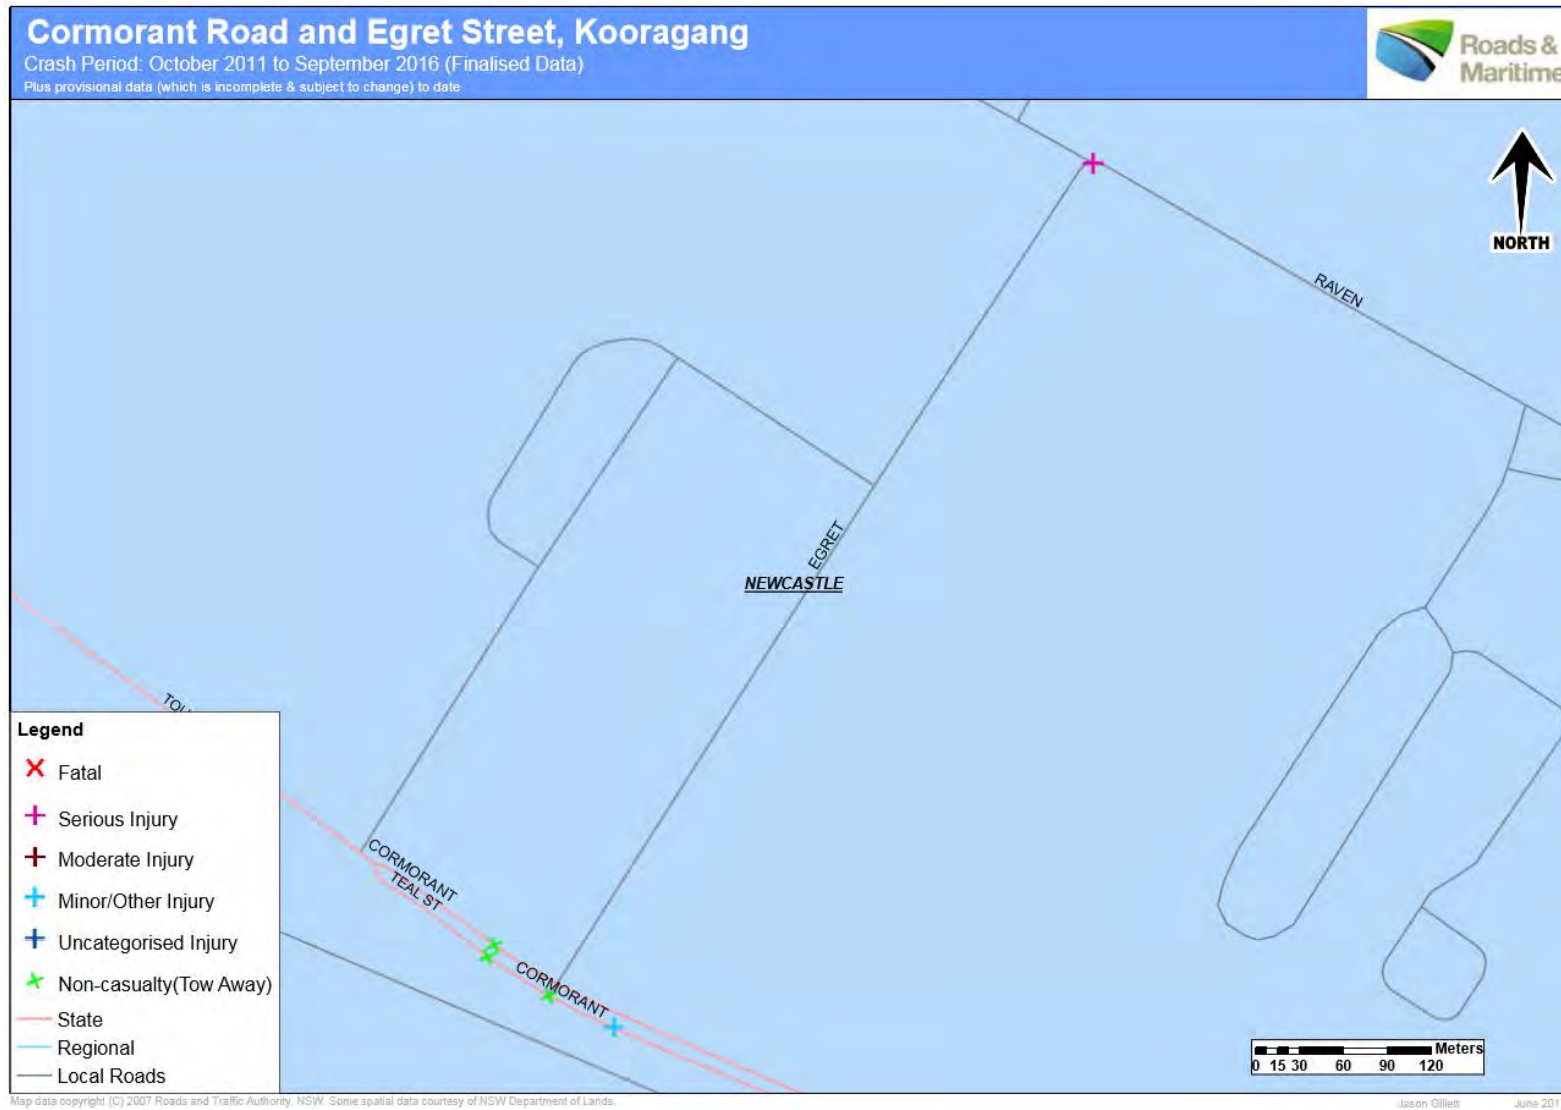 Cormorant Road and Egret Street, Kooragang
Crash Period: October 2011 to September 2016 (Finalised Data)
Plus provisional data (which is incomplete & subject to change) to date
Roads &
Maritime
NORTH
RAVEN
EGRET
NEWCASTLE
TOU
CORMORANT
TEAL ST
CORMORANT
Legend
Fatal
Serious Injury
Moderate Injury
Minor/Other Injury
Uncategorised Injury
Non-casualty(Tow Away)
State
Regional
Local Roads
Meters
0 15 30 60 90 120
Map data copyright (C) 2007 Roads and Traffic Authority, NSW. Some spatial data courtesy of NSW Department of Lands.
Jason Gillett June 201